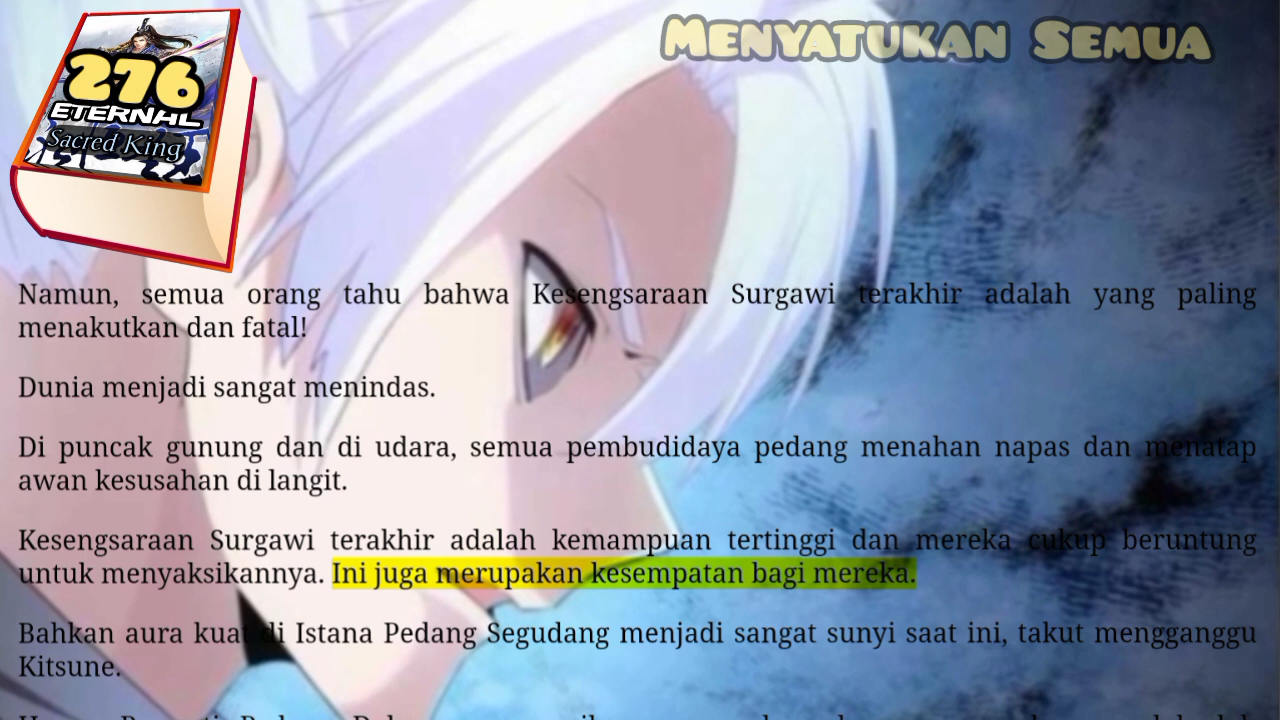 276
ETERNAL
Sacred King
MENYATUKAN SEMUA
Namun, semua orang tahu bahwa Kesengsaraan Surgawi terakhir adalah yang paling
menakutkan dan fatal!
Dunia menjadi sangat menindas.
Di puncak gunung dan di udara, semua pembudidaya pedang menahan napas dan menatap
awan kesusahan di langit.
Kesengsaraan Surgawi terakhir adalah kemampuan tertinggi dan mereka cukup beruntung
untuk menyaksikannya. Ini juga merupakan kesempatan bagi mereka.
Bahkan aura kuat di Istana Pedang Segudang menjadi sangat sunyi saat ini, takut mengganggu
Kitsune.